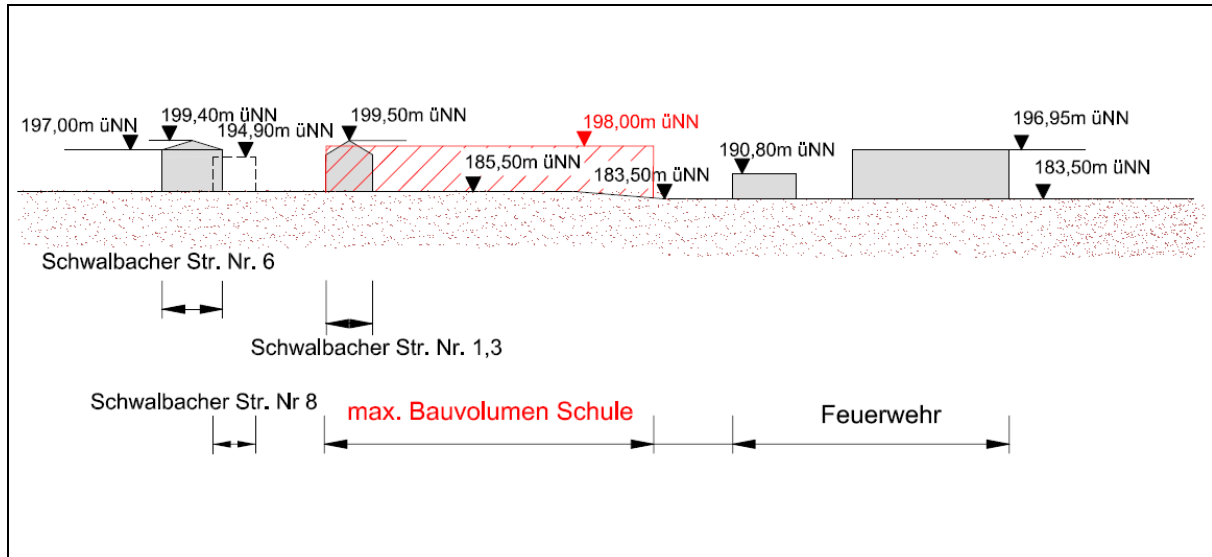 199,40m üNN
199,50m üNN
197,00m üNN
194,90m üNN
198,00m üNN
196,95m üNN
190,80m üNN
185,50m üNN
183,50m üNN
183,50m üNN
Schwalbacher Str. Nr. 6
Schwalbacher Str. Nr. 1,3
Schwalbacher Str. Nr 8
max. Bauvolumen Schule
Feuerwehr